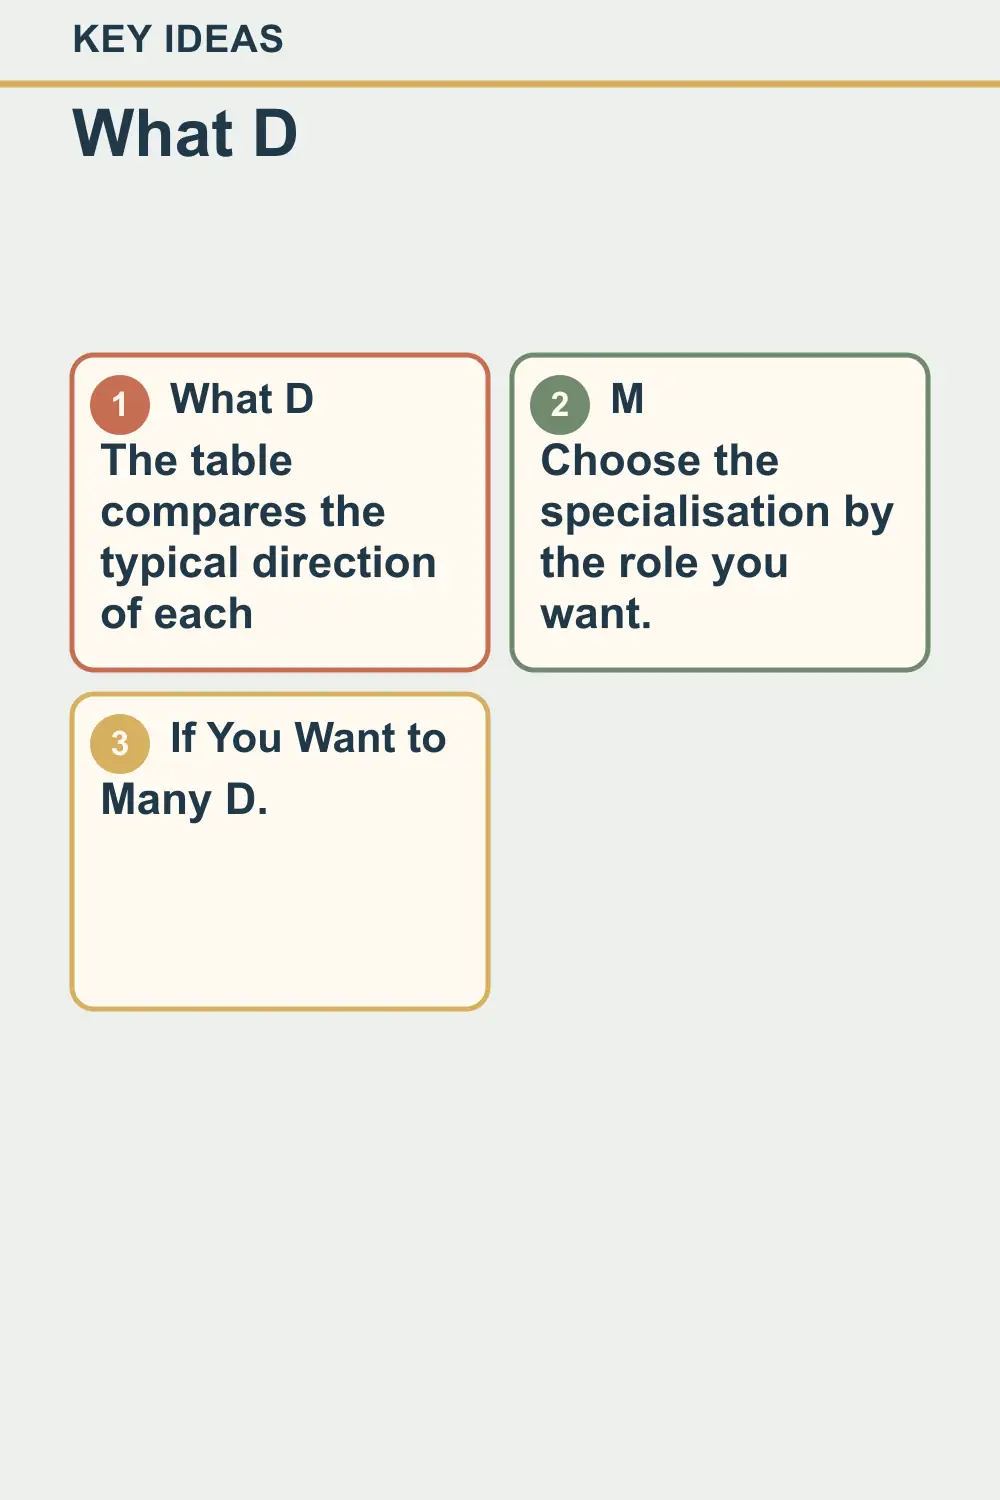 KEY IDEAS
What D
1 What D
The table
compares the
typical direction
of each
2 M
Choose the
specialisation by
the role you
want.
3 If You Want to
Many D.